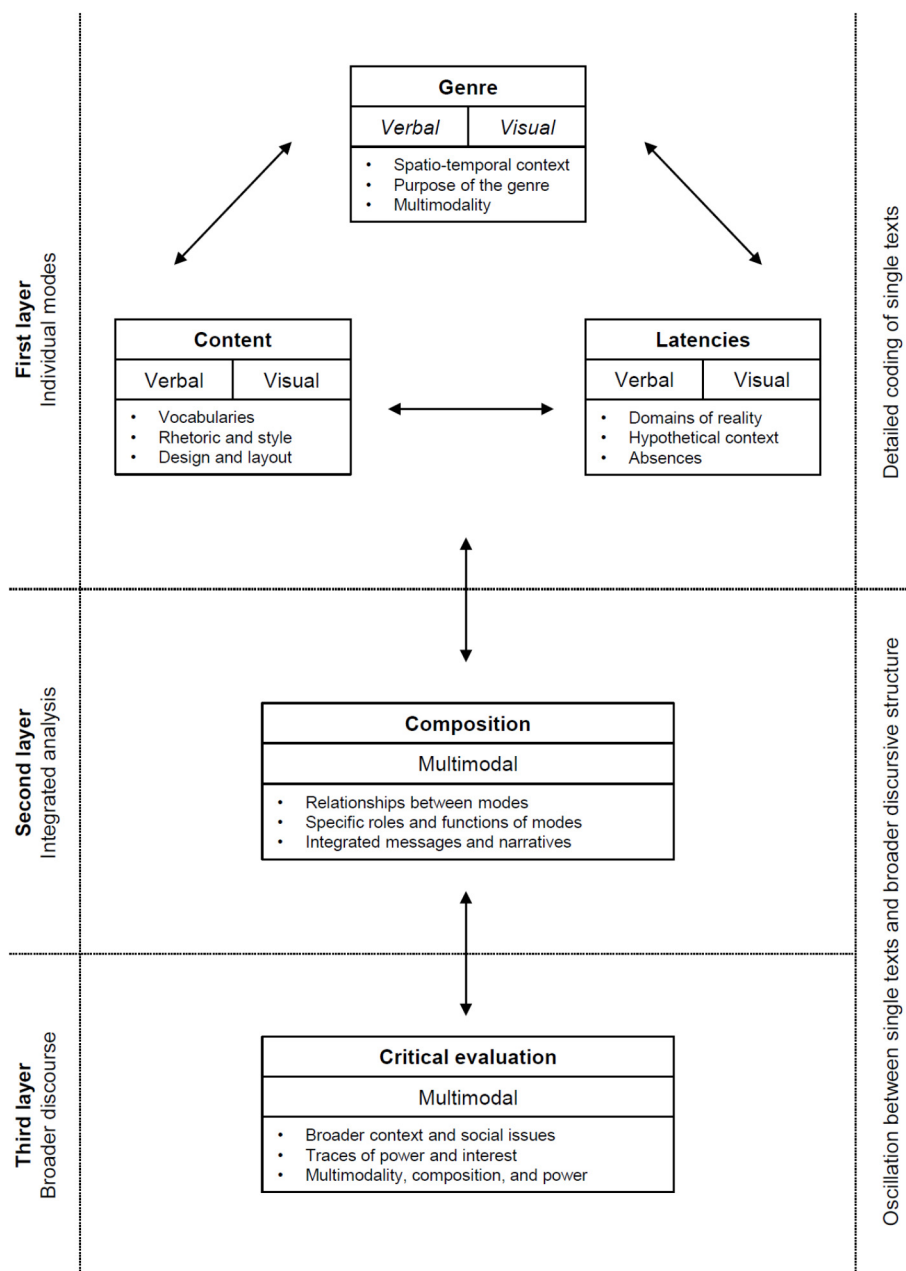 Genre
Verbal Visual
• Spatio-temporal context
• Purpose of the genre
• Multimodality
First layer
Individual modes
Detailed coding of single texts
Content
Verbal Visual
• Vocabularies
• Rhetoric and style
• Design and layout
Latencies
Verbal Visual
• Domains of reality
• Hypothetical context
• Absences
Second layer
Integrated analysis
Composition
Multimodal
• Relationships between modes
• Specific roles and functions of modes
• Integrated messages and narratives
Oscillation between single texts and broader discursive structure
Third layer
Broader discourse
Critical evaluation
Multimodal
• Broader context and social issues
• Traces of power and interest
• Multimodality, composition, and power